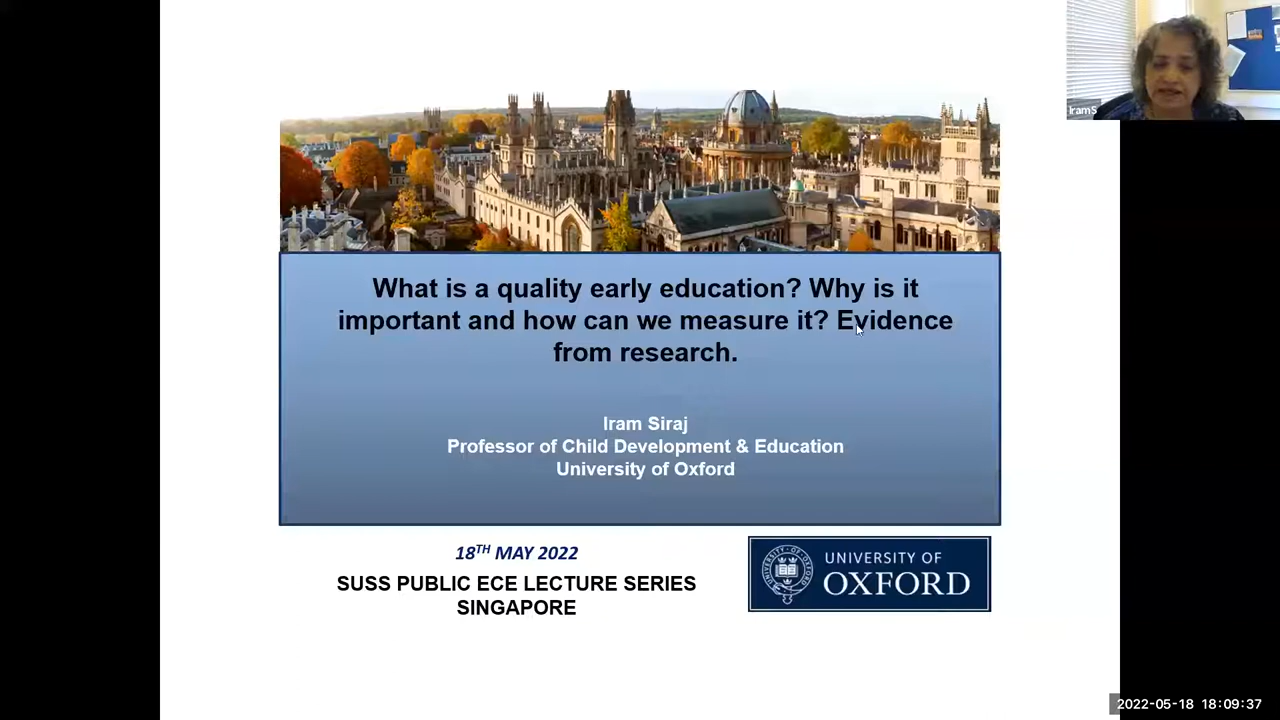 Iram S
What is a quality early education? Why is it
important and how can we measure it? Evidence
from research.
Iram Siraj
Professor of Child Development & Education
University of Oxford
18TH MAY 2022
SUSS PUBLIC ECE LECTURE SERIES
SINGAPORE
UNIVERSITY OF
OXFORD
2022-05-18 18:09:37